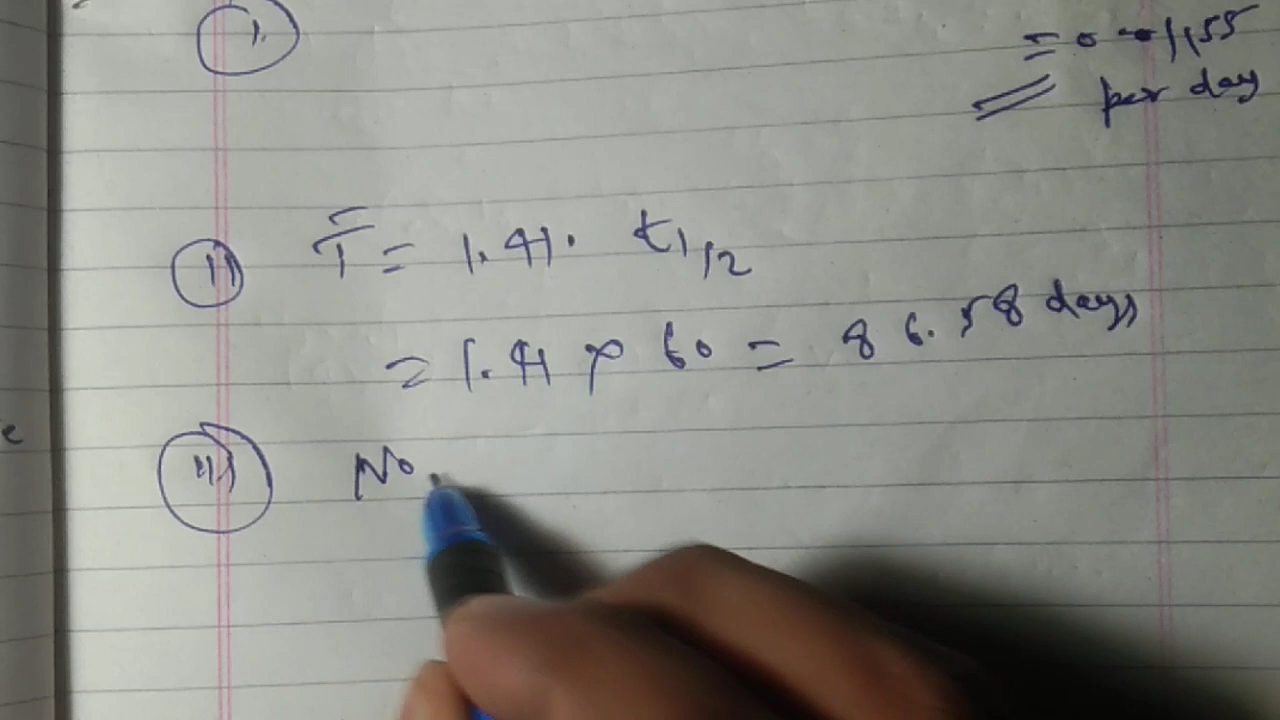 i.
= 0.01155
per day
ii T̄ = 1.44. t1/2
= 1.44 × 60 = 86.58 days
iii No
e